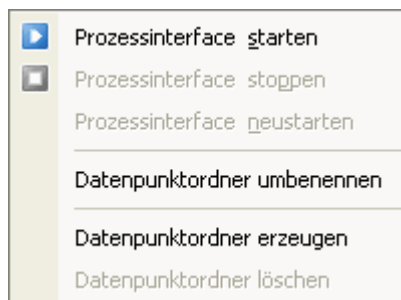 Prozessinterface starten
Prozessinterface stoppen
Prozessinterface neustarten
Datenpunktordner umbenennen
Datenpunktordner erzeugen
Datenpunktordner löschen